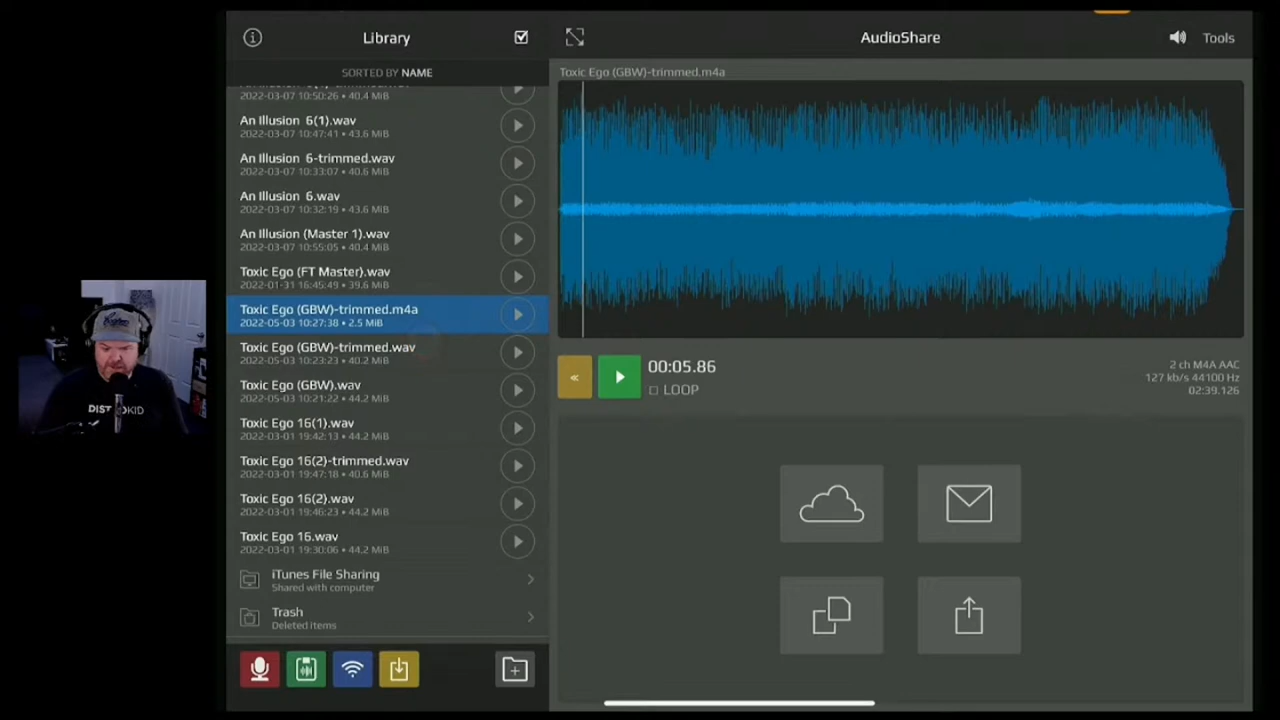 Library
AudioShare
Tools
SORTED BY NAME
2022-03-07 10:50:26 • 40.4 MiB
An Illusion 6(1).wav
2022-03-07 10:47:41 • 43.6 MiB
An Illusion 6-trimmed.wav
2022-03-07 10:33:07 • 40.6 MiB
An Illusion 6.wav
2022-03-07 10:32:19 • 43.6 MiB
An Illusion (Master 1).wav
2022-03-07 10:55:05 • 40.4 MiB
Toxic Ego (FT Master).wav
2022-01-31 16:45:49 • 39.6 MiB
Toxic Ego (GBW)-trimmed.m4a
2022-05-03 10:27:38 • 2.5 MiB
Toxic Ego (GBW)-trimmed.wav
2022-05-03 10:23:23 • 40.2 MiB
Toxic Ego (GBW).wav
2022-05-03 10:21:22 • 44.2 MiB
Toxic Ego 16(1).wav
2022-03-01 19:42:13 • 44.2 MiB
Toxic Ego 16(2)-trimmed.wav
2022-03-01 19:47:18 • 40.6 MiB
Toxic Ego 16(2).wav
2022-03-01 19:46:23 • 44.2 MiB
Toxic Ego 16.wav
2022-03-01 19:30:06 • 44.2 MiB
iTunes File Sharing
Shared with computer
Trash
Deleted items
Toxic Ego (GBW)-trimmed.m4a
00:05.86
LOOP
2 ch M4A AAC
127 kb/s 44100 Hz
02:39.126